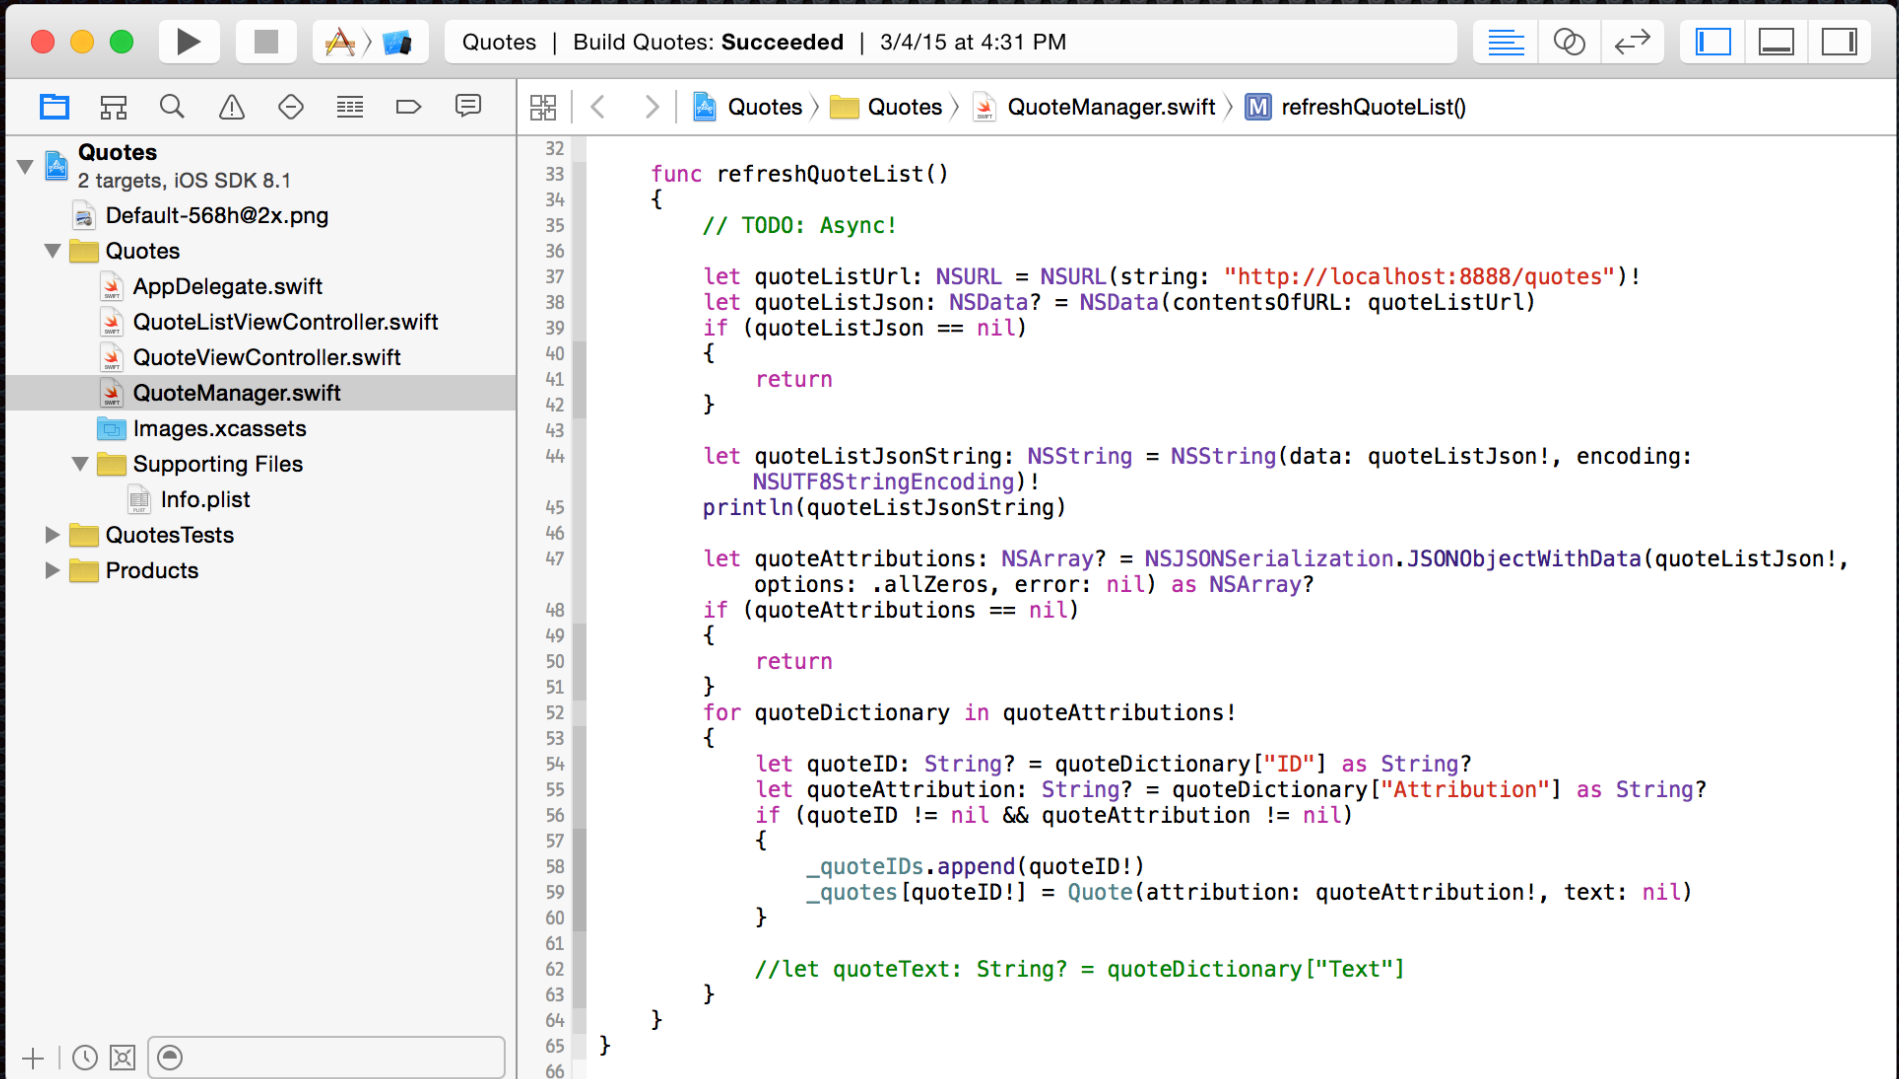 Quotes | Build Quotes: Succeeded | 3/4/15 at 4:31 PM
Quotes
2 targets, iOS SDK 8.1
Default-568h@2x.png
Quotes
AppDelegate.swift
QuoteListViewController.swift
QuoteViewController.swift
QuoteManager.swift
Images.xcassets
Supporting Files
Info.plist
QuotesTests
Products
Quotes Quotes QuoteManager.swift M refreshQuoteList()
32
33 func refreshQuoteList()
34 {
35 // TODO: Async!
36
37 let quoteListUrl: NSURL = NSURL(string: "http://localhost:8888/quotes")!
38 let quoteListJson: NSData? = NSData(contentsOfURL: quoteListUrl)
39 if (quoteListJson == nil)
40 {
41 return
42 }
43
44 let quoteListJsonString: NSString = NSString(data: quoteListJson!, encoding:
NSUTF8StringEncoding)!
45 println(quoteListJsonString)
46
47 let quoteAttributions: NSArray? = NSJSONSerialization.JSONObjectWithData(quoteListJson!,
options: .allZeros, error: nil) as NSArray?
48 if (quoteAttributions == nil)
49 {
50 return
51 }
52 for quoteDictionary in quoteAttributions!
53 {
54 let quoteID: String? = quoteDictionary["ID"] as String?
55 let quoteAttribution: String? = quoteDictionary["Attribution"] as String?
56 if (quoteID != nil && quoteAttribution != nil)
57 {
58 _quoteIDs.append(quoteID!)
59 _quotes[quoteID!] = Quote(attribution: quoteAttribution!, text: nil)
60 }
61
62 //let quoteText: String? = quoteDictionary["Text"]
63 }
64 }
65 }
66